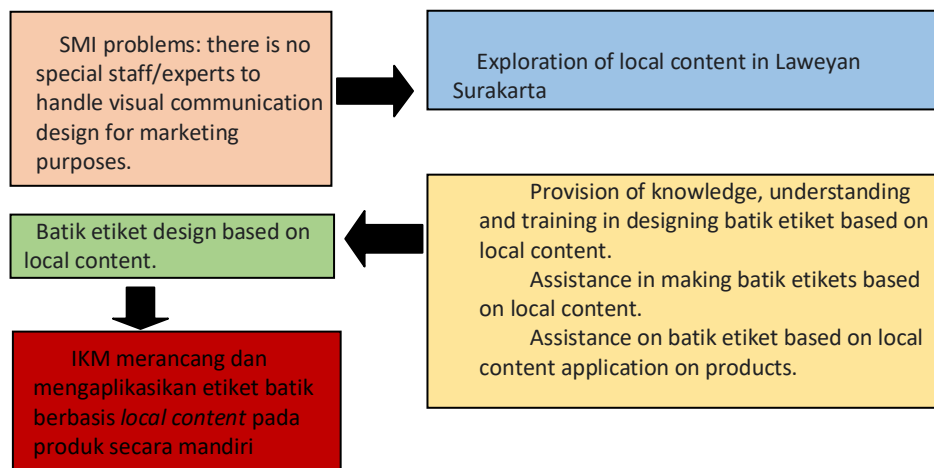 SMI problems: there is no
special staff/experts to
handle visual communication
design for marketing
purposes.
Exploration of local content in Laweyan
Surakarta
Provision of knowledge, understanding
and training in designing batik etiket based on
local content.
Assistance in making batik etikets based
on local content.
Assistance on batik etiket based on local
content application on products.
Batik etiket design based on
local content.
IKM merancang dan
mengaplikasikan etiket batik
berbasis local content pada
produk secara mandiri